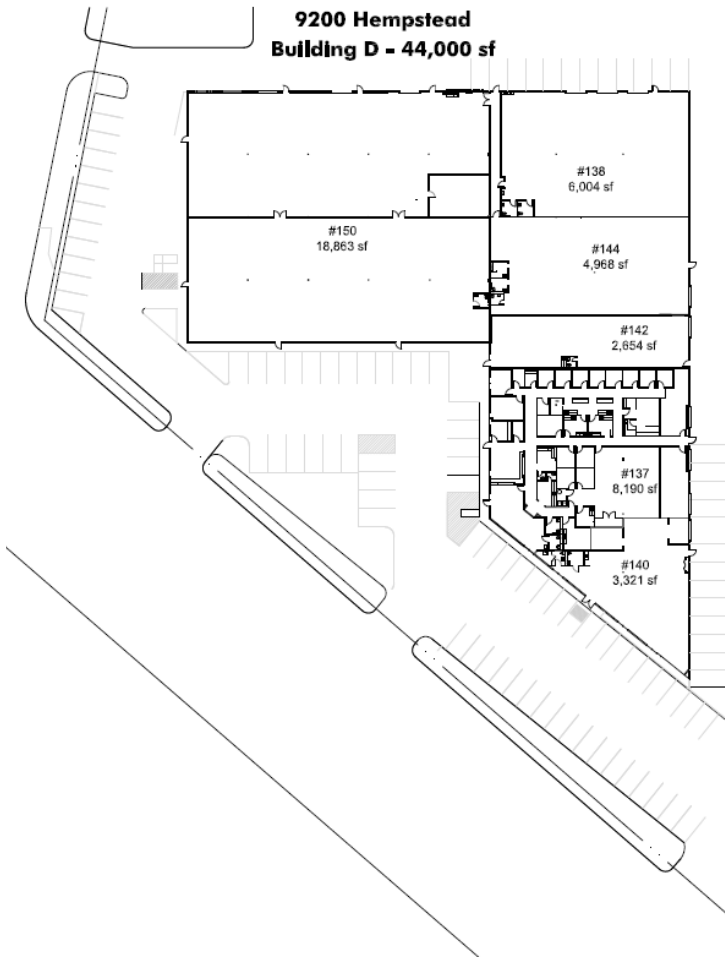 9200 Hempstead
Building D - 44,000 sf
#138
6,004 sf
#150
18,863 sf
#144
4,968 sf
#142
2,654 sf
#137
8,190 sf
#140
3,321 sf